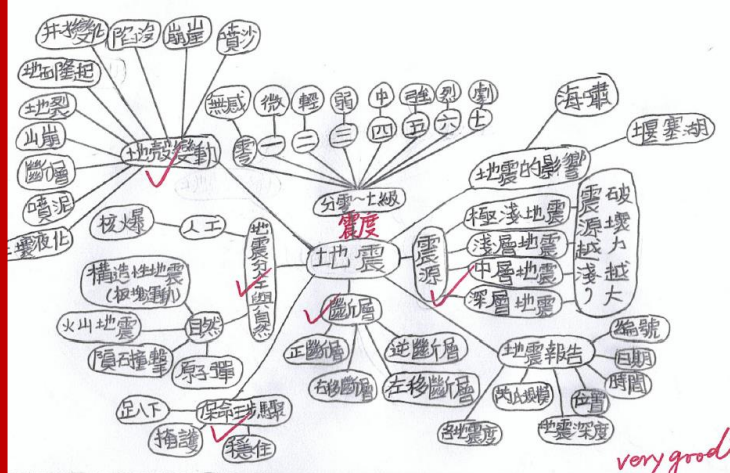 井水變化
陷沒
崩崖
噴沙
地面隆起
地裂
山崩
斷層
噴泥
土壤液化
地殼變動
無感
微
輕
弱
中
強
烈
劇
零
一
二
三
四
五
六
七
分零~七級
震度
海嘯
堰塞湖
地震的影響
地震
核爆
人工
地震分人工與自然
構造性地震
(板塊運動)
火山地震
隕石撞擊
自然
原子彈
震源
極淺地震
淺層地震
中層地震
深層地震
震源越淺,
破壞力越大
斷層
正斷層
逆斷層
右移斷層
左移斷層
保命三步驟
趴下
掩護
穩住
地震報告
編號
日期
時間
位置
地震深度
各地震度
very good